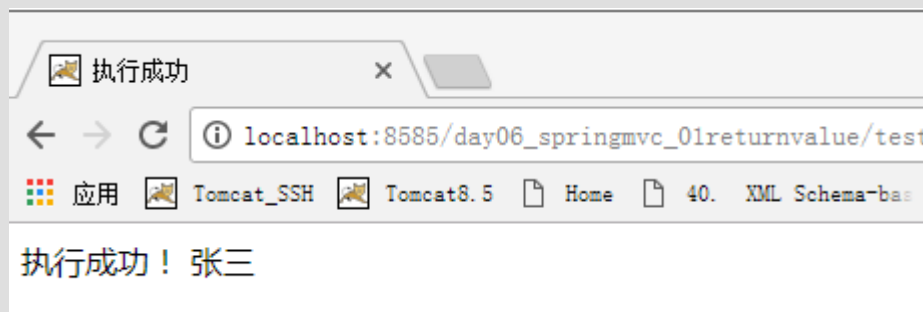 执行成功
localhost:8585/day06_springmvc_01returnvalue/test
应用 Tomcat_SSH Tomcat8.5 Home 40. XML Schema-bas
执行成功！ 张三